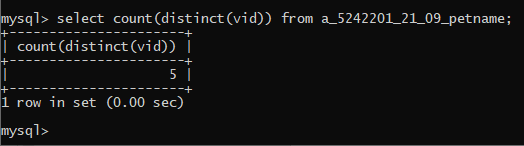 mysql> select count(distinct(vid)) from a_5242201_21_09_petname;
+----------------------+
| count(distinct(vid)) |
+----------------------+
|                    5 |
+----------------------+
1 row in set (0.00 sec)
mysql>